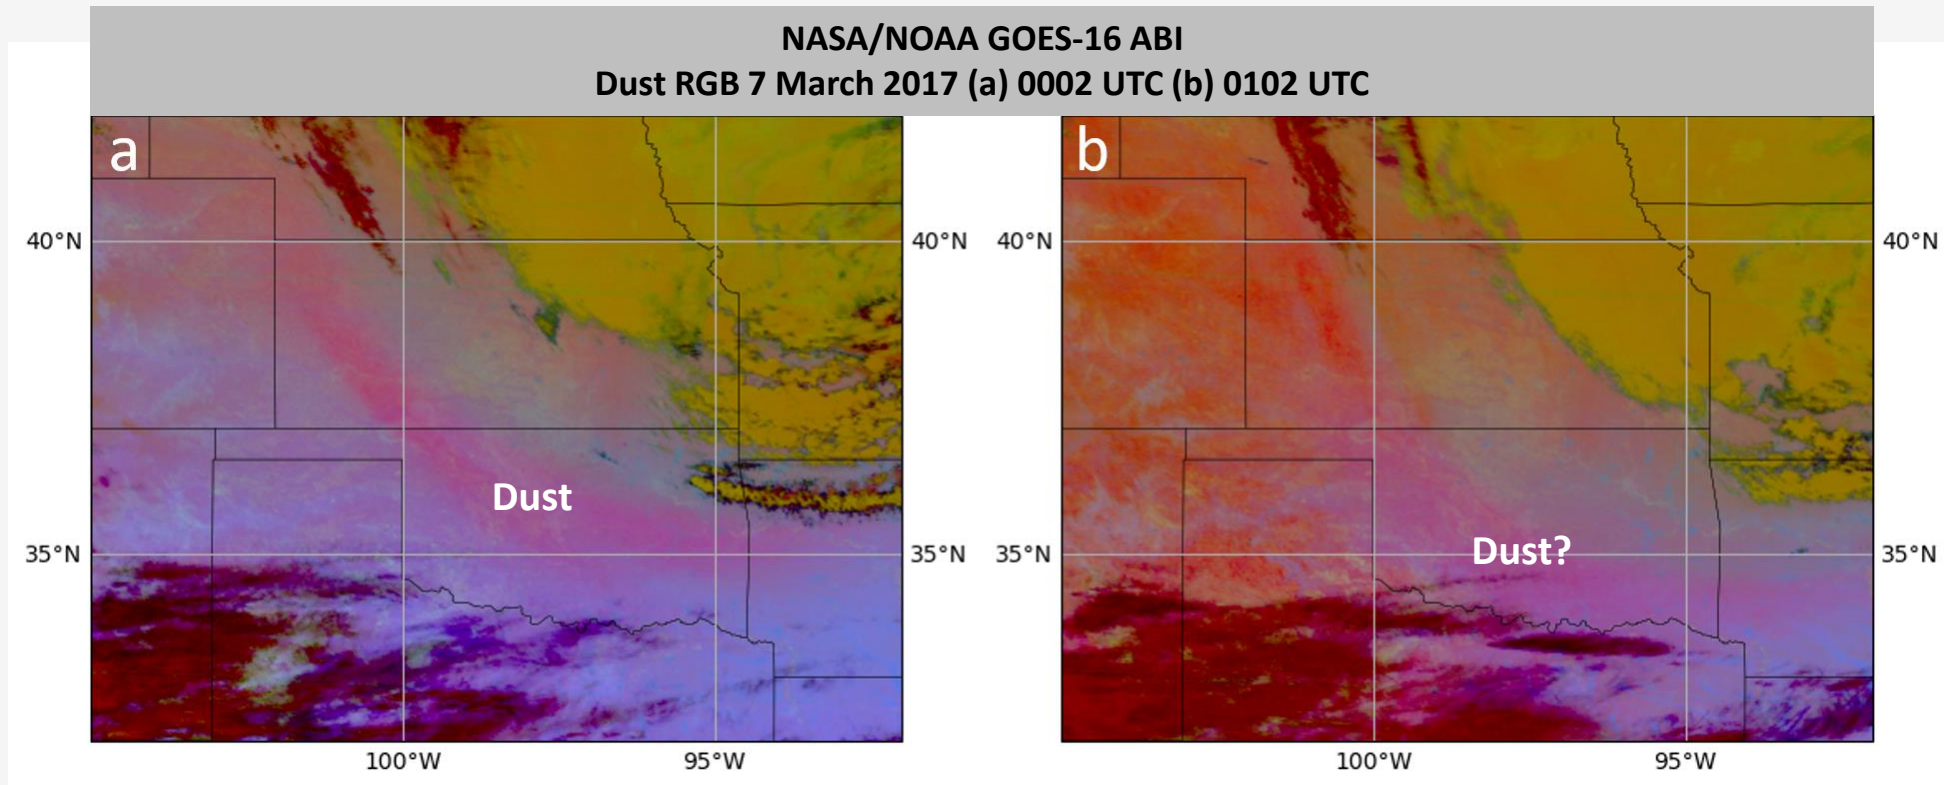 NASA/NOAA GOES-16 ABI
Dust RGB 7 March 2017 (a) 0002 UTC (b) 0102 UTC
a
b
40°N
40°N
40°N
40°N
Dust
Dust?
35°N
35°N
35°N
35°N
100°W
95°W
100°W
95°W